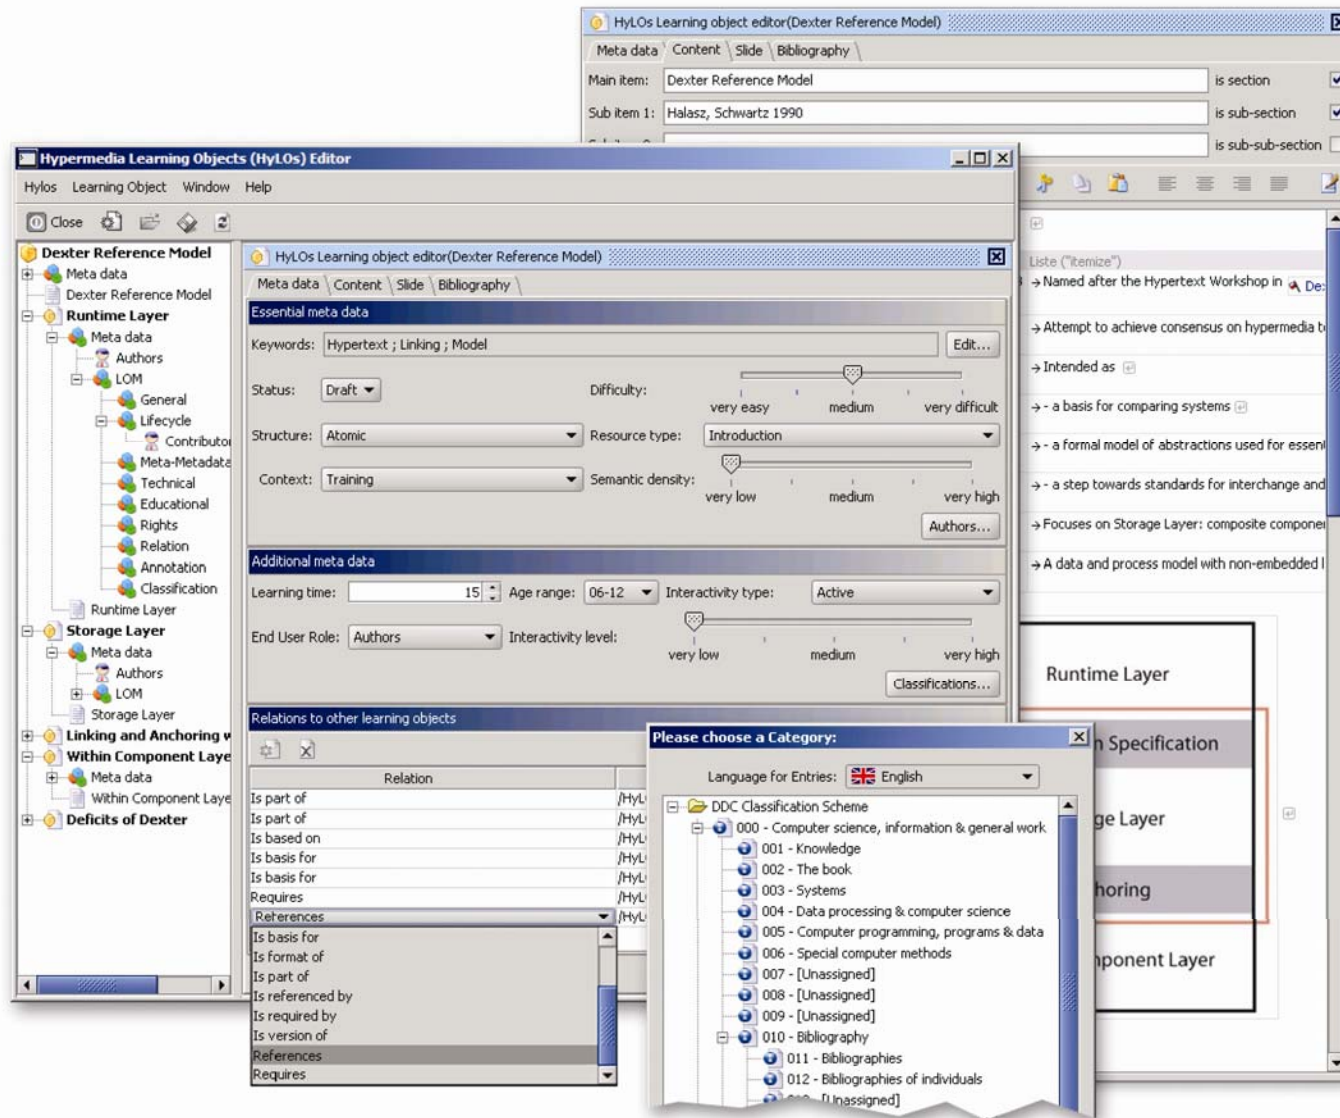 HyLOs Learning object editor(Dexter Reference Model)
Meta data Content Slide Bibliography
Main item: Dexter Reference Model is section
Sub item 1: Halasz, Schwartz 1990 is sub-section
is sub-sub-section
Hypermedia Learning Objects (HyLOs) Editor
Hylos Learning Object Window Help
Close
Dexter Reference Model
Meta data
Dexter Reference Model
Runtime Layer
Meta data
Authors
LOM
General
Lifecycle
Contributor
Meta-Metadata
Technical
Educational
Rights
Relation
Annotation
Classification
Runtime Layer
Storage Layer
Meta data
Authors
LOM
Storage Layer
Linking and Anchoring w
Within Component Laye
Meta data
Within Component Laye
Deficits of Dexter
HyLOs Learning object editor(Dexter Reference Model)
Meta data Content Slide Bibliography
Essential meta data
Keywords: Hypertext ; Linking ; Model Edit...
Status: Draft Difficulty:
very easy medium very difficult
Structure: Atomic Resource type: Introduction
Context: Training Semantic density:
very low medium very high
Authors...
Additional meta data
Learning time: 15 Age range: 06-12 Interactivity type: Active
End User Role: Authors Interactivity level:
very low medium very high
Classifications...
Relations to other learning objects
Relation
Is part of /HyL
Is part of /HyL
Is based on /HyL
Is basis for /HyL
Is basis for /HyL
Requires /HyL
References /HyL
Is basis for
Is format of
Is part of
Is referenced by
Is required by
Is version of
References
Requires
Liste ("itemize")
→ Named after the Hypertext Workshop in De
→ Attempt to achieve consensus on hypermedia t
→ Intended as
→ - a basis for comparing systems
→ - a formal model of abstractions used for essen
→ - a step towards standards for interchange and
→ Focuses on Storage Layer: composite compone
→ A data and process model with non-embedded l
Runtime Layer
n Specification
ge Layer
horing
ponent Layer
Please choose a Category:
Language for Entries: English
DDC Classification Scheme
000 - Computer science, information & general work
001 - Knowledge
002 - The book
003 - Systems
004 - Data processing & computer science
005 - Computer programming, programs & data
006 - Special computer methods
007 - [Unassigned]
008 - [Unassigned]
009 - [Unassigned]
010 - Bibliography
011 - Bibliographies
012 - Bibliographies of individuals
[Unassigned]